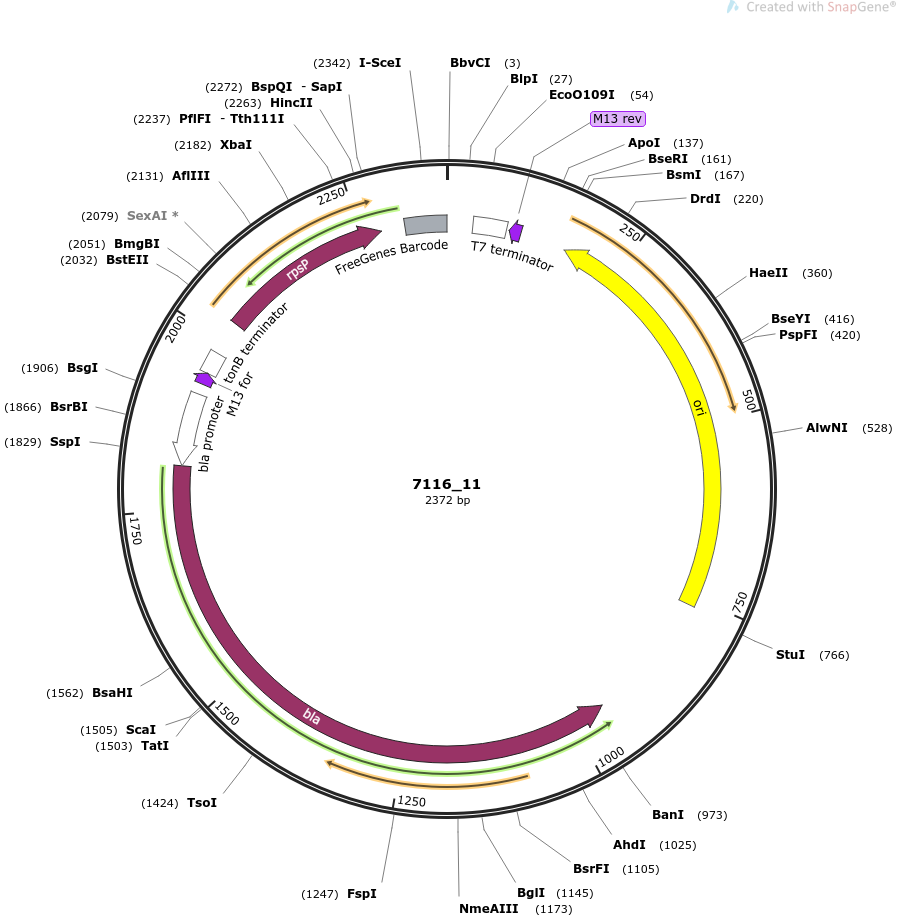 Created with SnapGene®
(2342) I-SceI
BbvCI (3)
BlpI (27)
EcoO109I (54)
M13 rev
ApoI (137)
BseRI (161)
BsmI (167)
DrdI (220)
HaeII (360)
BseYI (416)
PspFI (420)
AlwNI (528)
StuI (766)
BanI (973)
AhdI (1025)
BsrFI (1105)
BglI (1145)
NmeAIII (1173)
(1247) FspI
(1424) TsoI
(1503) TatI
(1505) ScaI
(1562) BsaHI
(1829) SspI
(1866) BsrBI
(1906) BsgI
(2032) BstEII
(2051) BmgBI
(2079) SexAI *
(2131) AflIII
(2182) XbaI
(2237) PflFI - Tth111I
(2263) HincII
(2272) BspQI - SapI
250
500
750
1000
1250
1500
1750
2000
2250
T7 terminator
ori
bla
bla promoter
M13 for
tonB terminator
rpsP
FreeGenes Barcode
7116_11
2372 bp